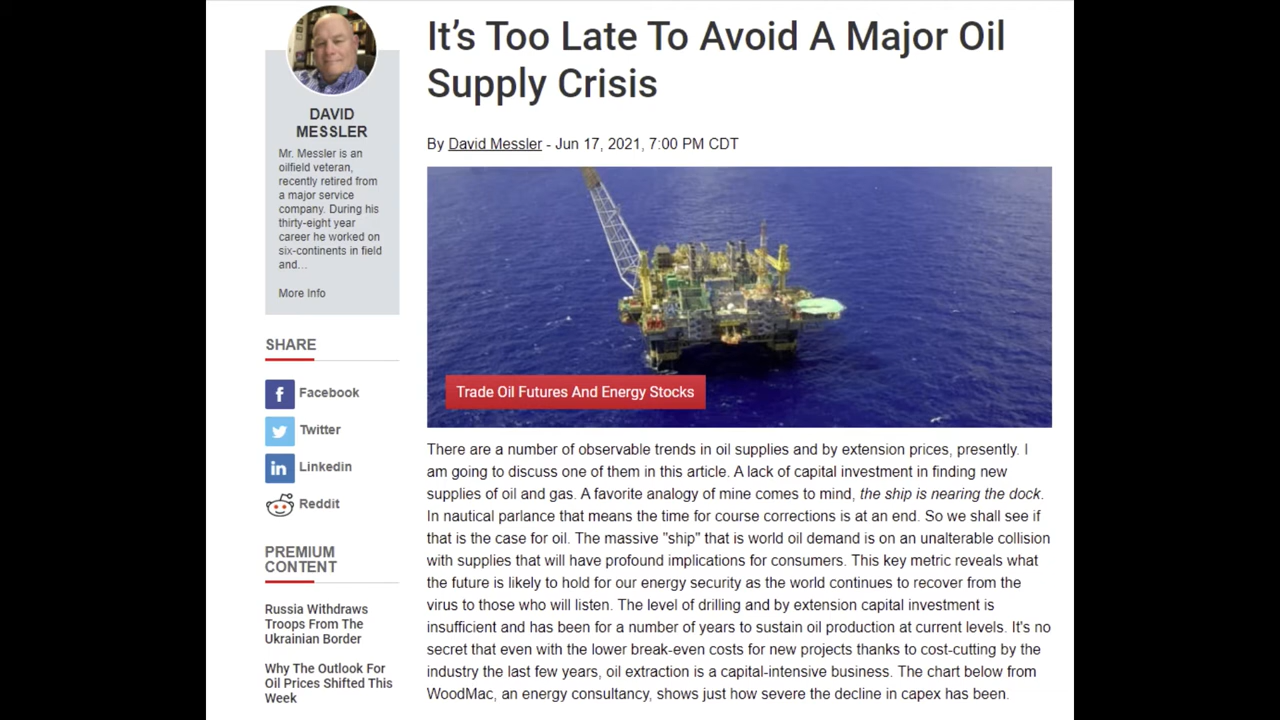 It’s Too Late To Avoid A Major Oil
Supply Crisis
By David Messler - Jun 17, 2021, 7:00 PM CDT
DAVID
MESSLER
Mr. Messler is an
oilfield veteran,
recently retired from
a major service
company. During his
thirty-eight year
career he worked on
six-continents in field
and...
More Info
SHARE
Facebook
Twitter
Linkedin
Reddit
PREMIUM
CONTENT
Russia Withdraws
Troops From The
Ukrainian Border
Why The Outlook For
Oil Prices Shifted This
Week
Trade Oil Futures And Energy Stocks
There are a number of observable trends in oil supplies and by extension prices, presently. I
am going to discuss one of them in this article. A lack of capital investment in finding new
supplies of oil and gas. A favorite analogy of mine comes to mind, the ship is nearing the dock.
In nautical parlance that means the time for course corrections is at an end. So we shall see if
that is the case for oil. The massive "ship" that is world oil demand is on an unalterable collision
with supplies that will have profound implications for consumers. This key metric reveals what
the future is likely to hold for our energy security as the world continues to recover from the
virus to those who will listen. The level of drilling and by extension capital investment is
insufficient and has been for a number of years to sustain oil production at current levels. It's no
secret that even with the lower break-even costs for new projects thanks to cost-cutting by the
industry the last few years, oil extraction is a capital-intensive business. The chart below from
WoodMac, an energy consultancy, shows just how severe the decline in capex has been.